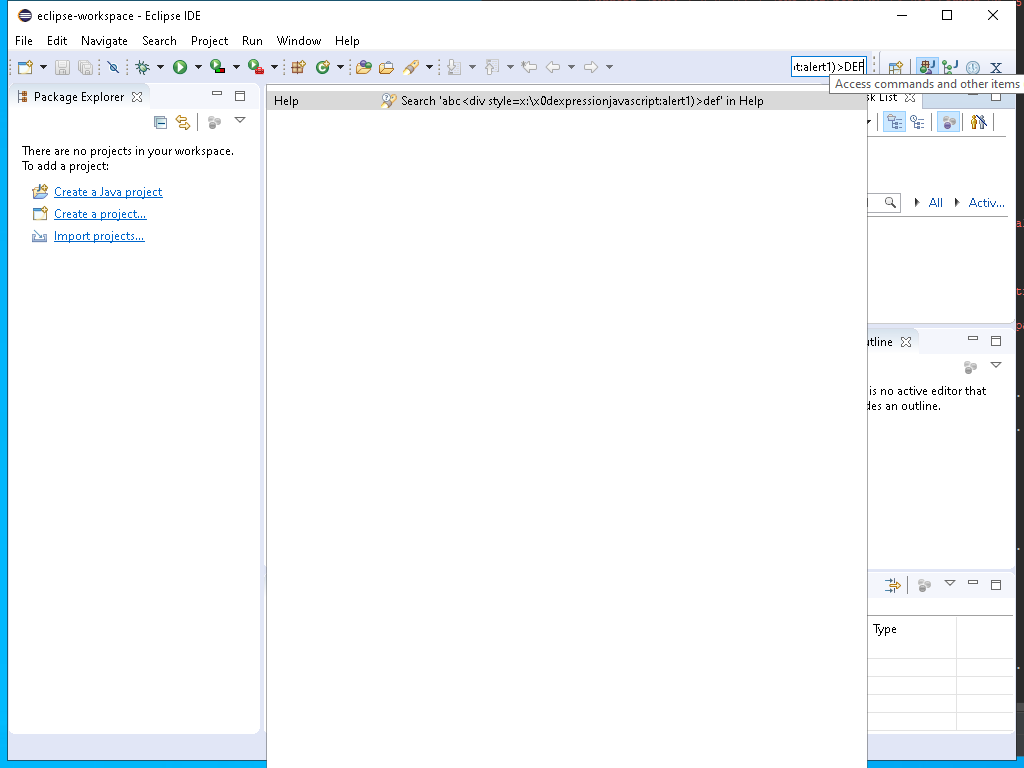 eclipse-workspace - Eclipse IDE
File Edit Navigate Search Project Run Window Help
rt:alert1)>DEF
Access commands and other items
Package Explorer
Help Search 'abc<div style=x:\x0dexpressionjavascript:alert1)>def' in Help
sk List
There are no projects in your workspace.
To add a project:
Create a Java project
Create a project...
Import projects...
All Activ...
utline
is no active editor that
des an outline.
Type